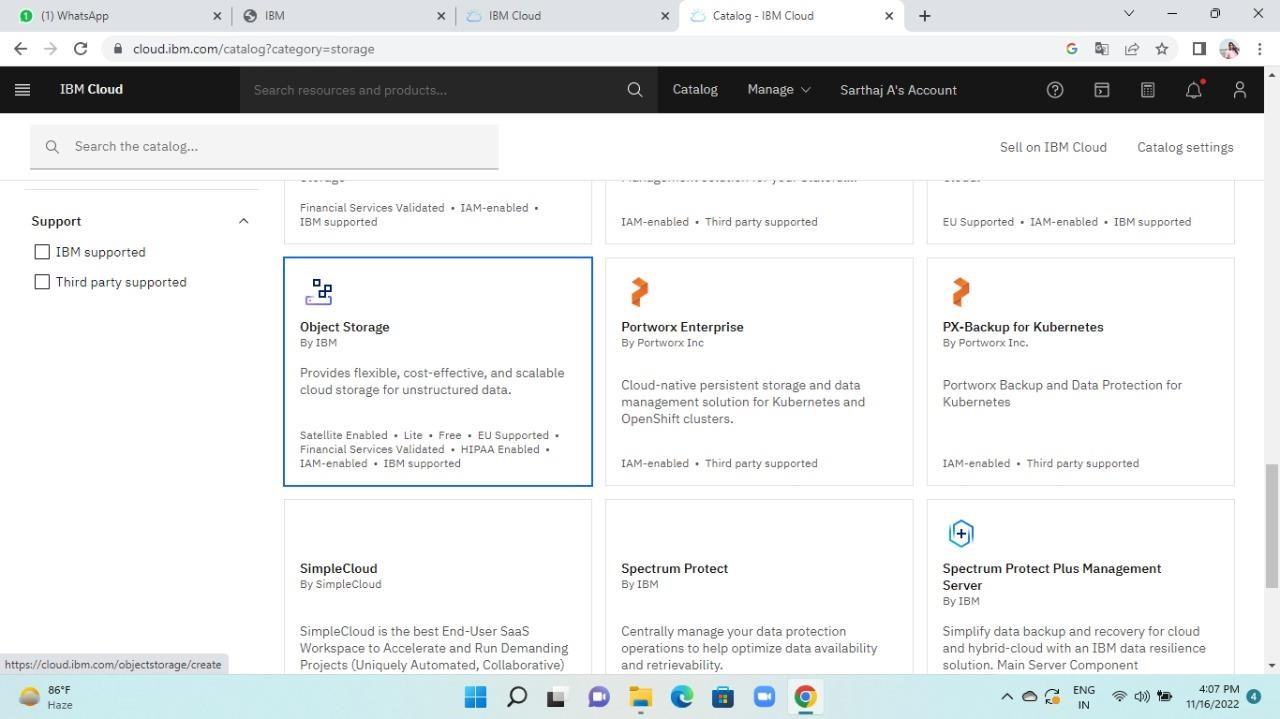 (1) WhatsApp
IBM
IBM Cloud
Catalog - IBM Cloud
cloud.ibm.com/catalog?category=storage
IBM Cloud
Search resources and products...
Catalog
Manage
Sarthaj A's Account
Search the catalog...
Sell on IBM Cloud
Catalog settings
Support
IBM supported
Third party supported
Storage
Financial Services Validated • IAM-enabled •
IBM supported
IAM-enabled • Third party supported
EU Supported • IAM-enabled • IBM supported
Object Storage
By IBM
Provides flexible, cost-effective, and scalable
cloud storage for unstructured data.
Satellite Enabled • Lite • Free • EU Supported •
Financial Services Validated • HIPAA Enabled •
IAM-enabled • IBM supported
Portworx Enterprise
By Portworx Inc
Cloud-native persistent storage and data
management solution for Kubernetes and
OpenShift clusters.
IAM-enabled • Third party supported
PX-Backup for Kubernetes
By Portworx Inc.
Portworx Backup and Data Protection for
Kubernetes
IAM-enabled • Third party supported
SimpleCloud
By SimpleCloud
SimpleCloud is the best End-User SaaS
Workspace to Accelerate and Run Demanding
Projects (Uniquely Automated, Collaborative)
Spectrum Protect
By IBM
Centrally manage your data protection
operations to help optimize data availability
and retrievability.
Spectrum Protect Plus Management
Server
By IBM
Simplify data backup and recovery for cloud
and hybrid-cloud with an IBM data resilience
solution. Main Server Component
https://cloud.ibm.com/objectstorage/create
86°F
Haze
ENG
IN
4:07 PM
11/16/2022
4